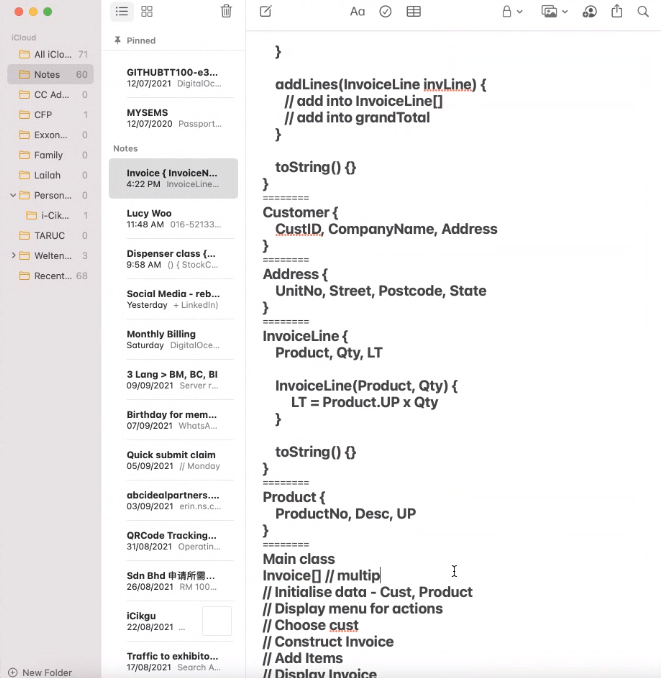 iCloud
All iClo... 71
Notes 60
CC Ad... 0
CFP 1
Exxon... 0
Family 0
Lailah 0
Person... 0
i-Cik... 1
TARUC 0
Welten... 3
Recent... 68
New Folder
Pinned
GITHUBTT100-e3...
12/07/2021 DigitalOc...
MYSEMS
12/07/2020 Passport...
Notes
Invoice { InvoiceN...
4:22 PM InvoiceLine...
Lucy Woo
11:48 AM 016-52133...
Dispenser class {...
9:58 AM () { StockC...
Social Media - reb...
Yesterday + LinkedIn)
Monthly Billing
Saturday DigitalOce...
3 Lang > BM, BC, BI
09/09/2021 Server r...
Birthday for mem...
07/09/2021 WhatsA...
Quick submit claim
05/09/2021 // Monday
abcidealpartners....
03/09/2021 erin.ns.c...
QRCode Tracking...
31/08/2021 Operatin...
Sdn Bhd 申请所需...
26/08/2021 RM 100...
iCikgu
22/08/2021 ...
Traffic to exhibito...
17/08/2021 Search A...
Aa
}
addLines(InvoiceLine invLine) {
// add into InvoiceLine[]
// add into grandTotal
}
toString() {}
}
========
Customer {
CustID, CompanyName, Address
}
========
Address {
UnitNo, Street, Postcode, State
}
========
InvoiceLine {
Product, Qty, LT
InvoiceLine(Product, Qty) {
LT = Product.UP x Qty
}
toString() {}
}
========
Product {
ProductNo, Desc, UP
}
========
Main class
Invoice[] // multip
// Initialise data - Cust, Product
// Display menu for actions
// Choose cust
// Construct Invoice
// Add Items
// Display Invoice